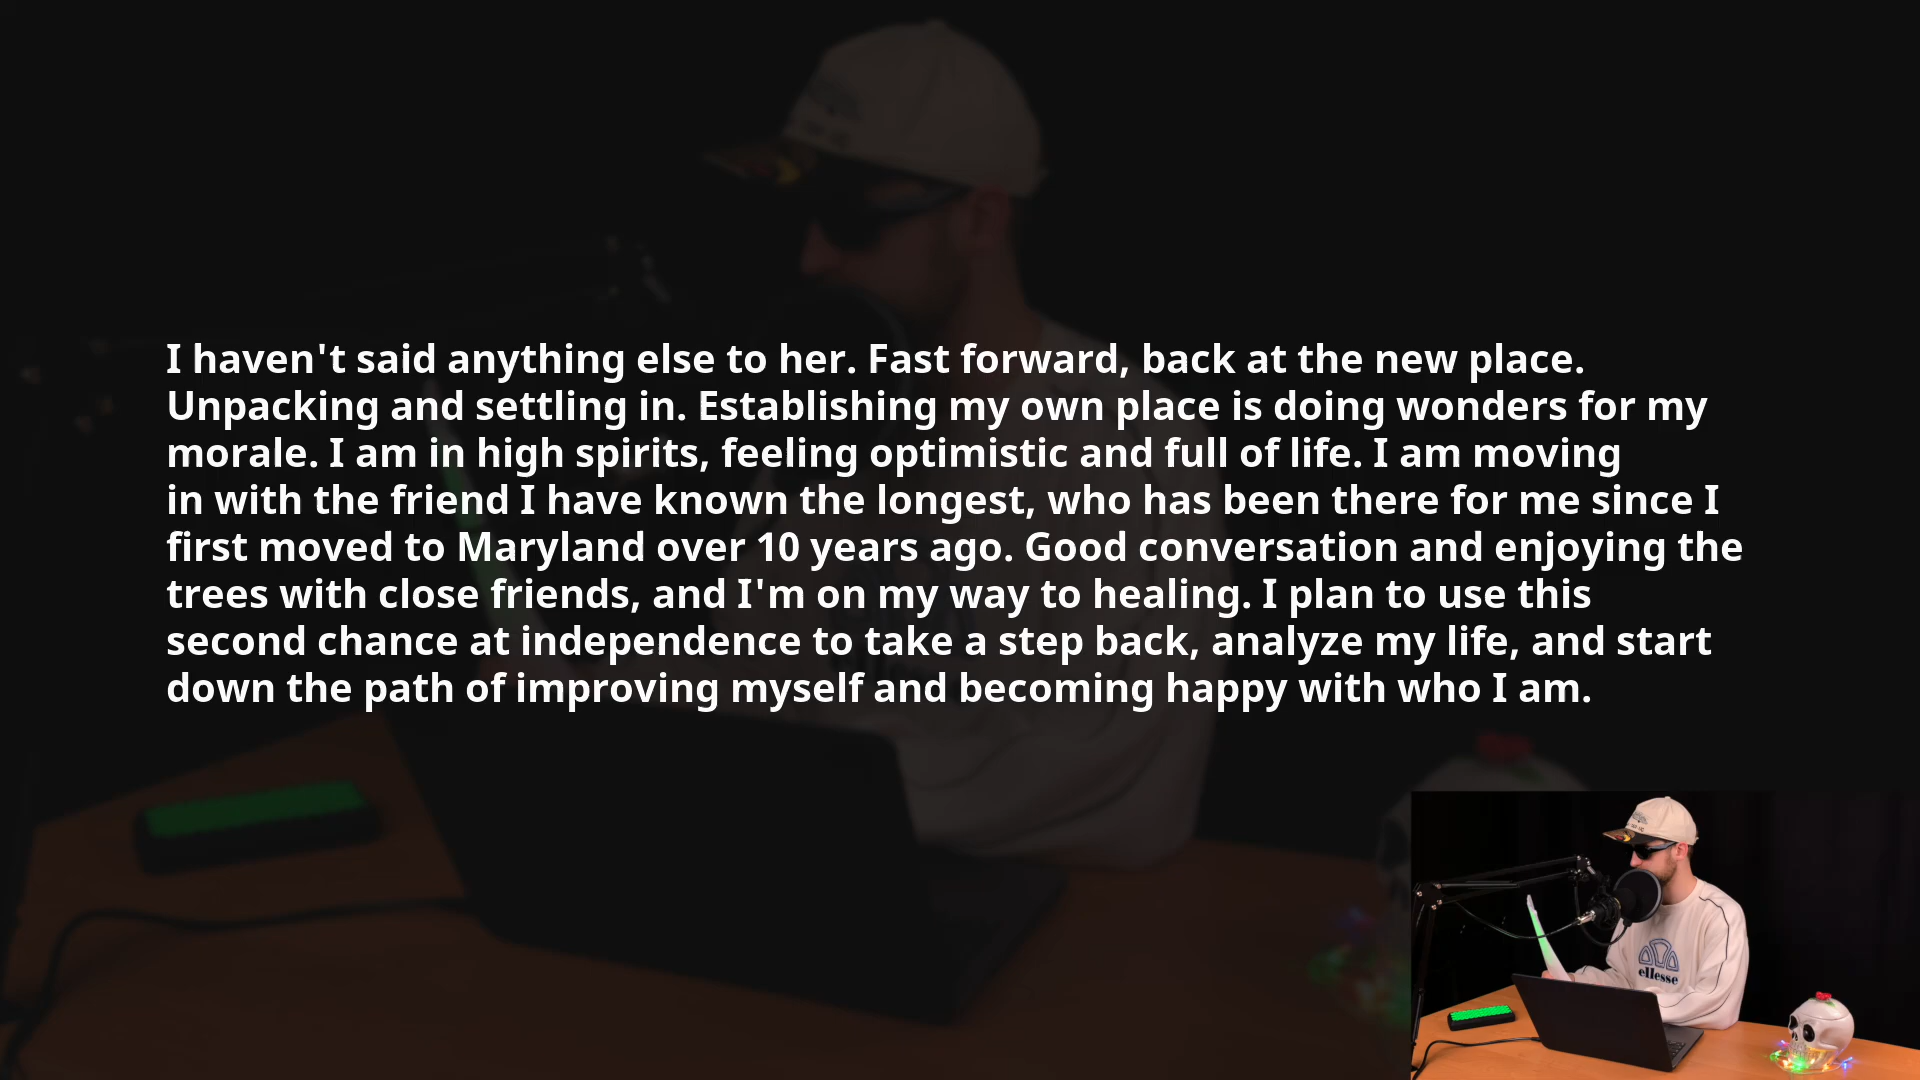 I haven't said anything else to her. Fast forward, back at the new place.
Unpacking and settling in. Establishing my own place is doing wonders for my
morale. I am in high spirits, feeling optimistic and full of life. I am moving
in with the friend I have known the longest, who has been there for me since I
first moved to Maryland over 10 years ago. Good conversation and enjoying the
trees with close friends, and I'm on my way to healing. I plan to use this
second chance at independence to take a step back, analyze my life, and start
down the path of improving myself and becoming happy with who I am.
ellesse